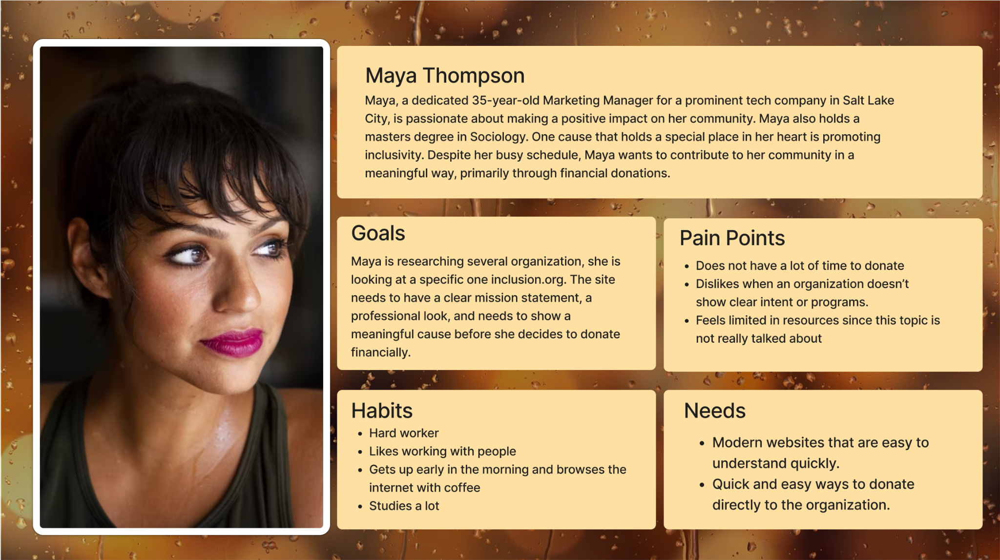 Maya Thompson
Maya, a dedicated 35-year-old Marketing Manager for a prominent tech company in Salt Lake
City, is passionate about making a positive impact on her community. Maya also holds a
masters degree in Sociology. One cause that holds a special place in her heart is promoting
inclusivity. Despite her busy schedule, Maya wants to contribute to her community in a
meaningful way, primarily through financial donations.
Goals
Maya is researching several organization, she is
looking at a specific one inclusion.org. The site
needs to have a clear mission statement, a
professional look, and needs to show a
meaningful cause before she decides to donate
financially.
Pain Points
• Does not have a lot of time to donate
• Dislikes when an organization doesn’t
show clear intent or programs.
• Feels limited in resources since this topic is
not really talked about
Habits
• Hard worker
• Likes working with people
• Gets up early in the morning and browses the
internet with coffee
• Studies a lot
Needs
• Modern websites that are easy to
understand quickly.
• Quick and easy ways to donate
directly to the organization.